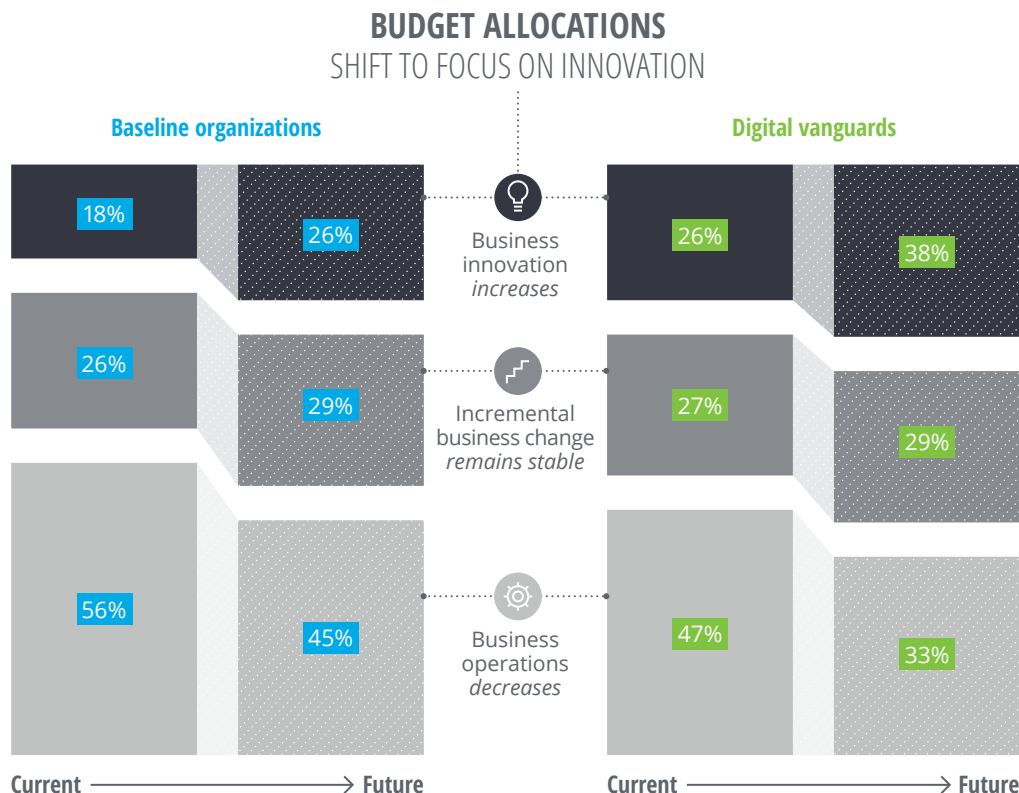 BUDGET ALLOCATIONS
SHIFT TO FOCUS ON INNOVATION
Baseline organizations
Digital vanguards
18%
26%
Business
innovation
increases
26%
38%
26%
29%
Incremental
business change
remains stable
27%
29%
56%
45%
Business
operations
decreases
47%
33%
Current
Future
Current
Future